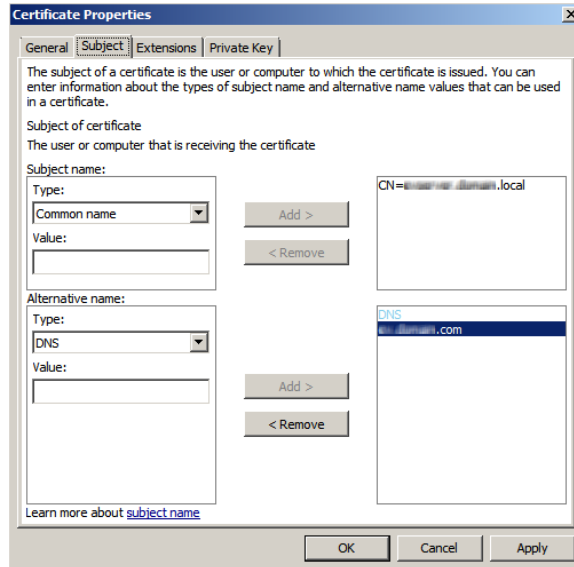 Certificate Properties
General Subject Extensions Private Key
The subject of a certificate is the user or computer to which the certificate is issued. You can
enter information about the types of subject name and alternative name values that can be used
in a certificate.
Subject of certificate
The user or computer that is receiving the certificate
Subject name:
Type:
Common name
Value:
Add >
< Remove
CN= .local
Alternative name:
Type:
DNS
Value:
Add >
< Remove
DNS
.com
Learn more about subject name
OK Cancel Apply